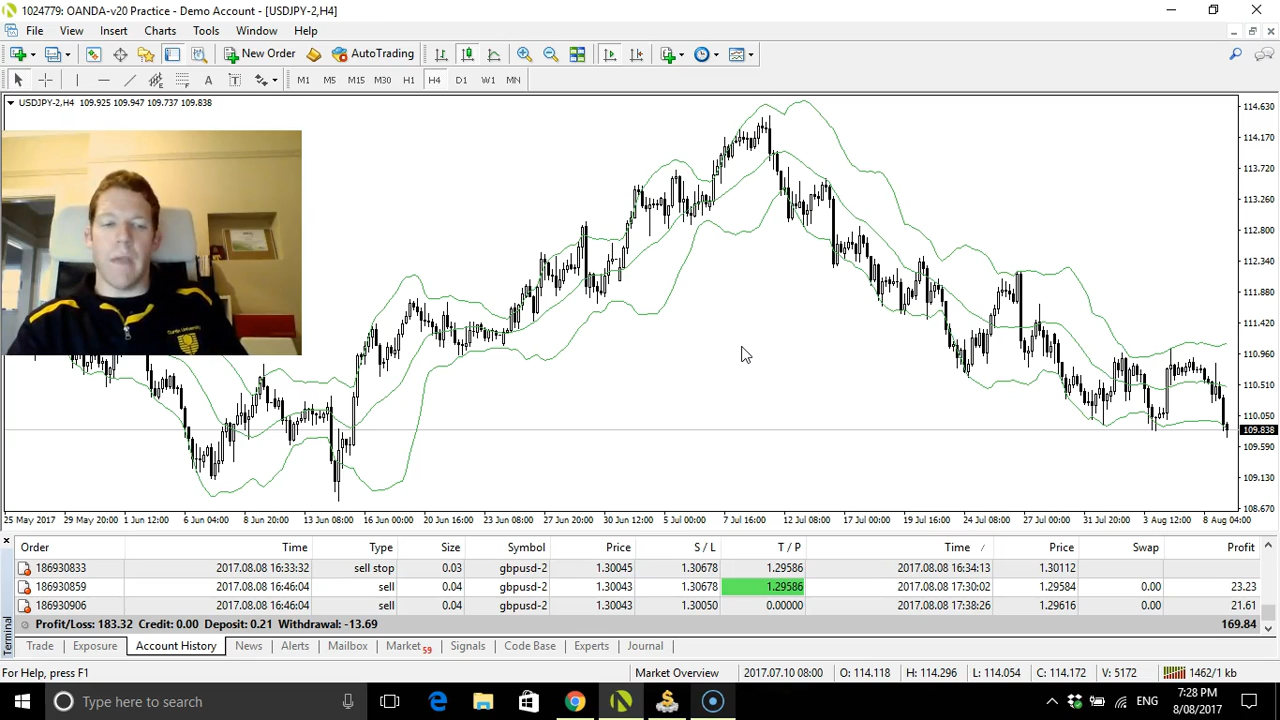 1024779: OANDA-v20 Practice - Demo Account - [USDJPY-2,H4]
File View Insert Charts Tools Window Help
New Order AutoTrading
A T M1 M5 M15 M30 H1 H4 D1 W1 MN
USDJPY-2,H4 109.925 109.947 109.737 109.838
114.630
114.170
113.720
113.260
112.800
112.340
111.880
111.420
110.960
110.510
110.050
109.838
109.590
109.130
108.670
Curtin University
25 May 2017 29 May 20:00 1 Jun 12:00 6 Jun 04:00 8 Jun 20:00 13 Jun 08:00 16 Jun 00:00 20 Jun 16:00 23 Jun 08:00 27 Jun 20:00 30 Jun 12:00 5 Jul 00:00 7 Jul 16:00 12 Jul 08:00 17 Jul 00:00 19 Jul 16:00 24 Jul 08:00 27 Jul 00:00 31 Jul 20:00 3 Aug 12:00 8 Aug 04:00
Order Time Type Size Symbol Price S / L T / P Time / Price Swap Profit
186930833 2017.08.08 16:33:32 sell stop 0.03 gbpusd-2 1.30045 1.30678 1.29586 2017.08.08 16:34:13 1.30112
186930859 2017.08.08 16:46:04 sell 0.04 gbpusd-2 1.30043 1.30678 1.29586 2017.08.08 17:30:02 1.29584 0.00 23.23
186930906 2017.08.08 16:46:04 sell 0.04 gbpusd-2 1.30043 1.30050 0.00000 2017.08.08 17:38:26 1.29616 0.00 21.61
Profit/Loss: 183.32 Credit: 0.00 Deposit: 0.21 Withdrawal: -13.69 169.84
Terminal
Trade Exposure Account History News Alerts Mailbox Market 59 Signals Code Base Experts Journal
For Help, press F1 Market Overview 2017.07.10 08:00 O: 114.118 H: 114.296 L: 114.054 C: 114.172 V: 5172 1462/1 kb
Type here to search ENG 7:28 PM
8/08/2017